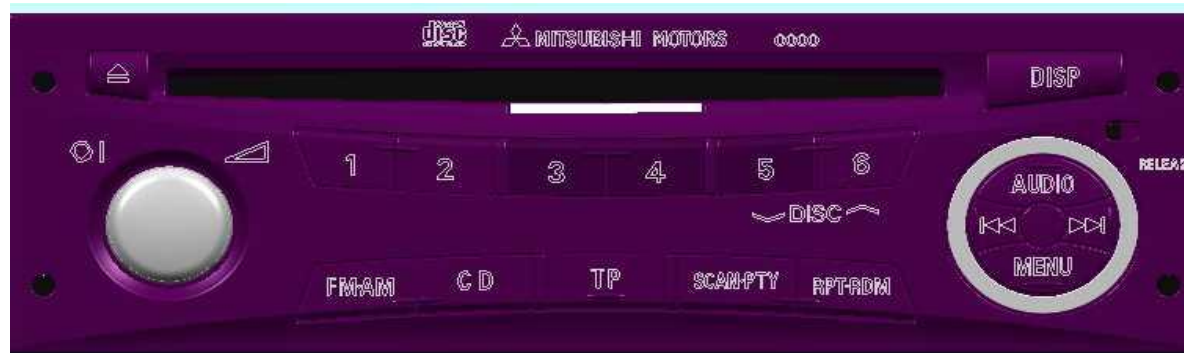 disc MITSUBISHI MOTORS 0000
DISP
1 2 3 4 5 6
DISC
FM·AM CD TP SCAN·PTY RPT·RDM
AUDIO
MENU